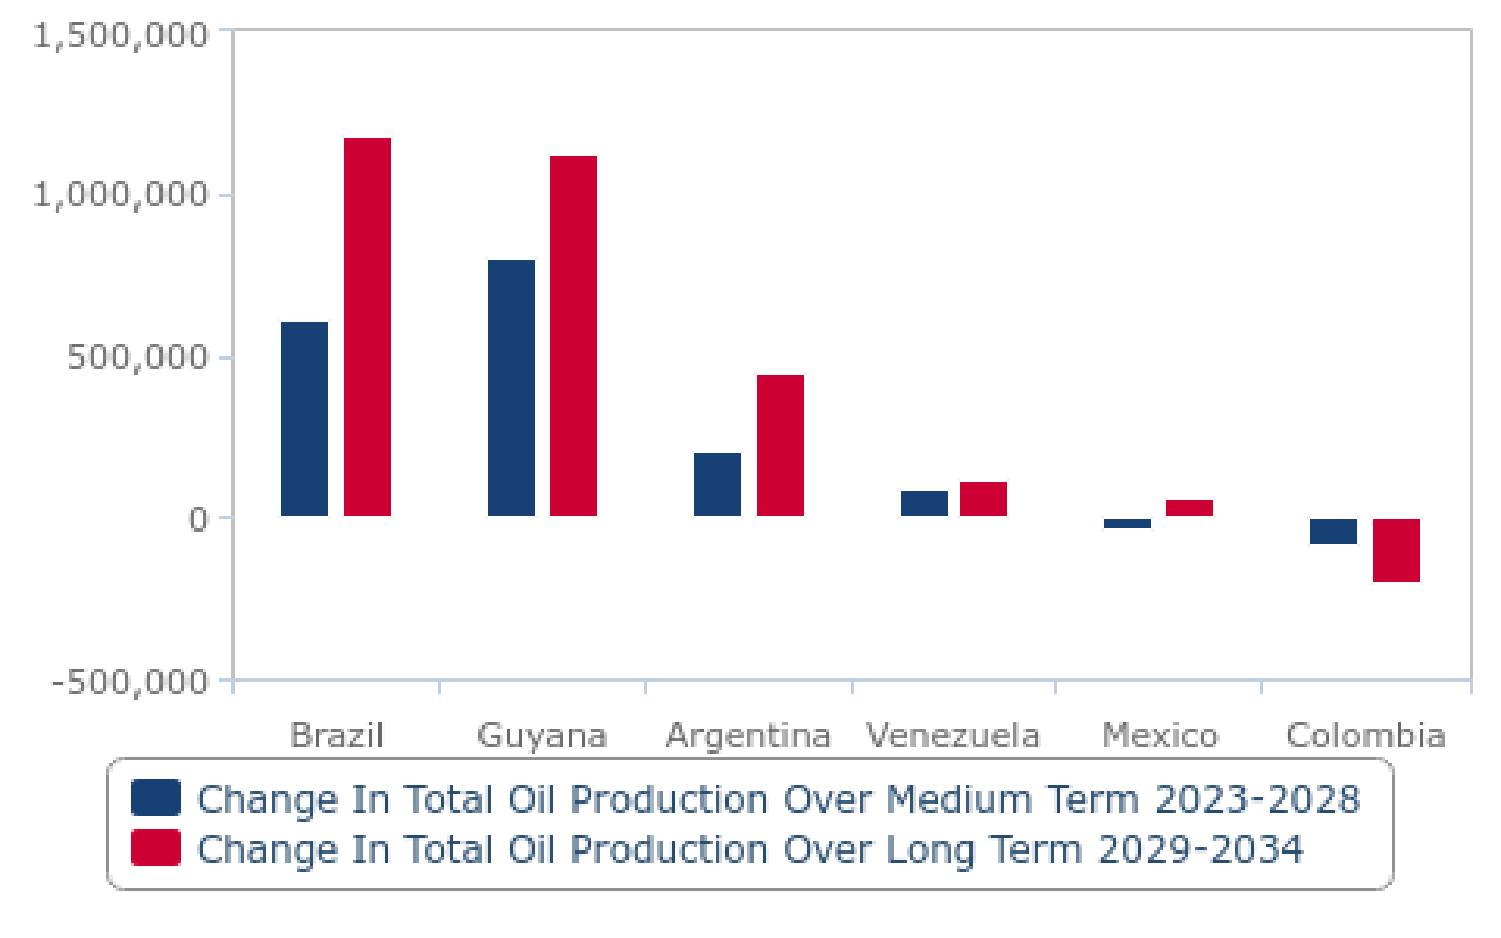 1,500,000
1,000,000
500,000
0
-500,000
Brazil Guyana Argentina Venezuela Mexico Colombia
Change In Total Oil Production Over Medium Term 2023-2028
Change In Total Oil Production Over Long Term 2029-2034